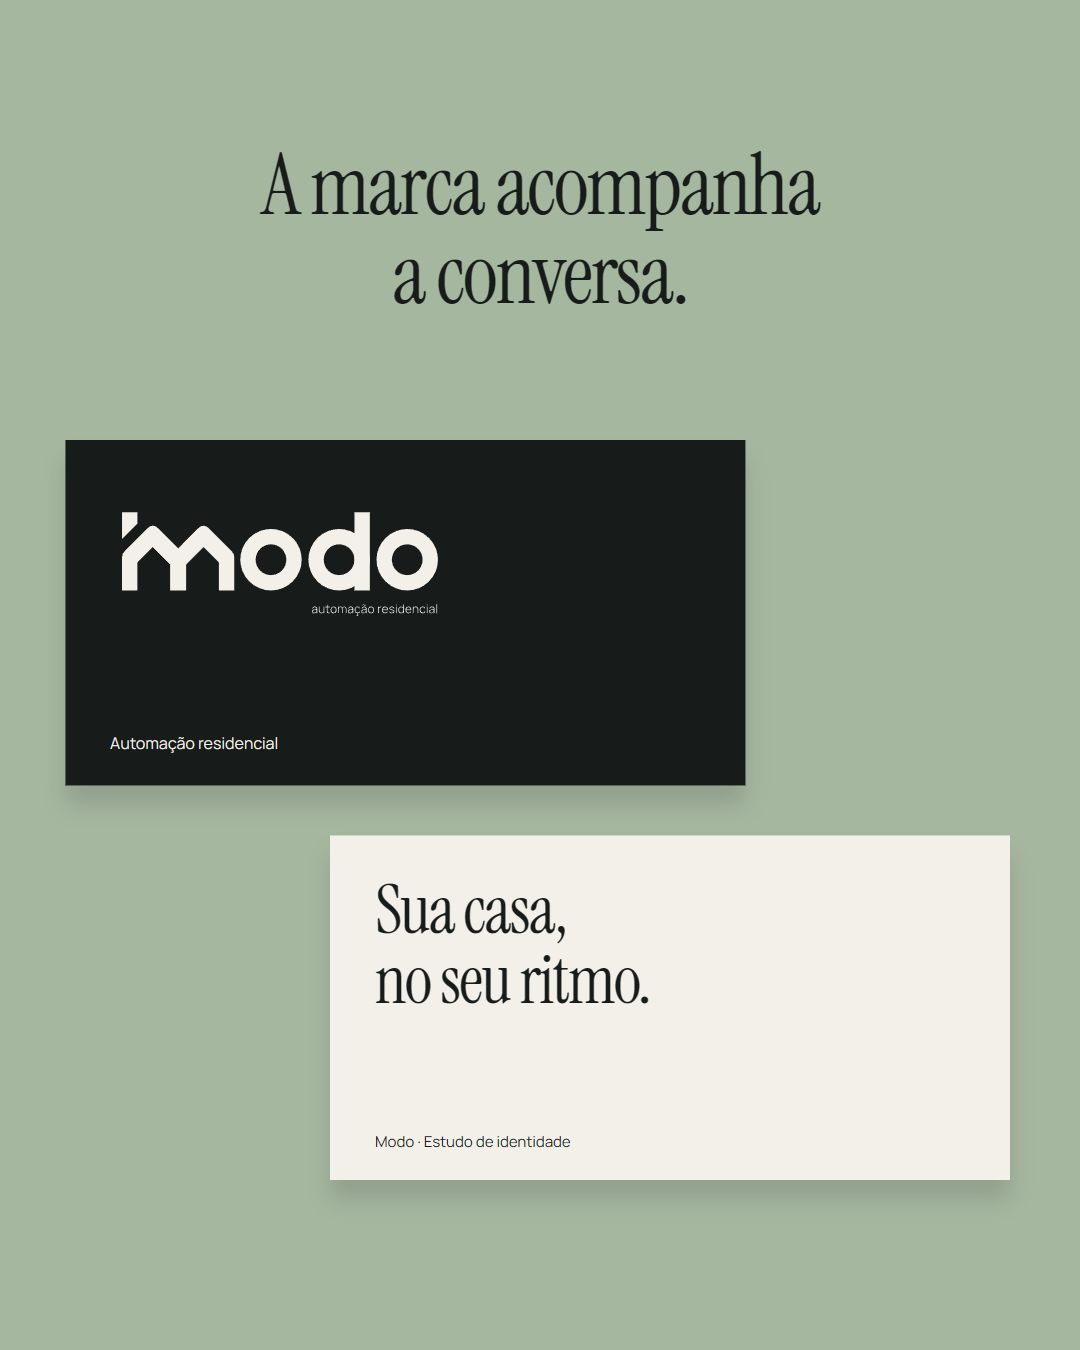 A marca acompanha
a conversa.
modo
automação residencial
Automação residencial
Sua casa,
no seu ritmo.
Modo · Estudo de identidade